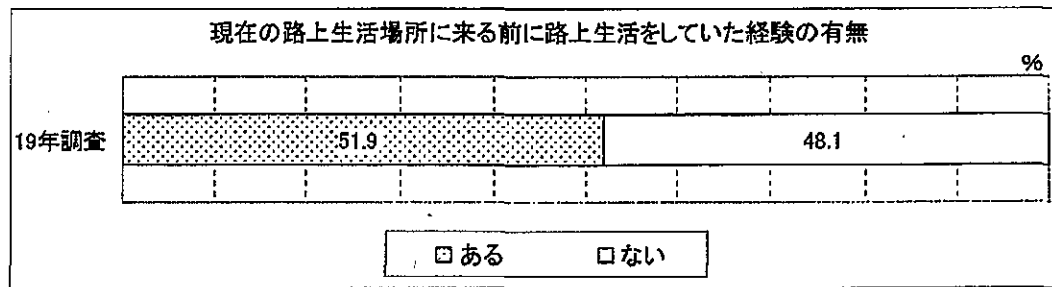 現在の路上生活場所に来る前に路上生活をしていた経験の有無
%
19年調査
51.9
48.1
ある
ない